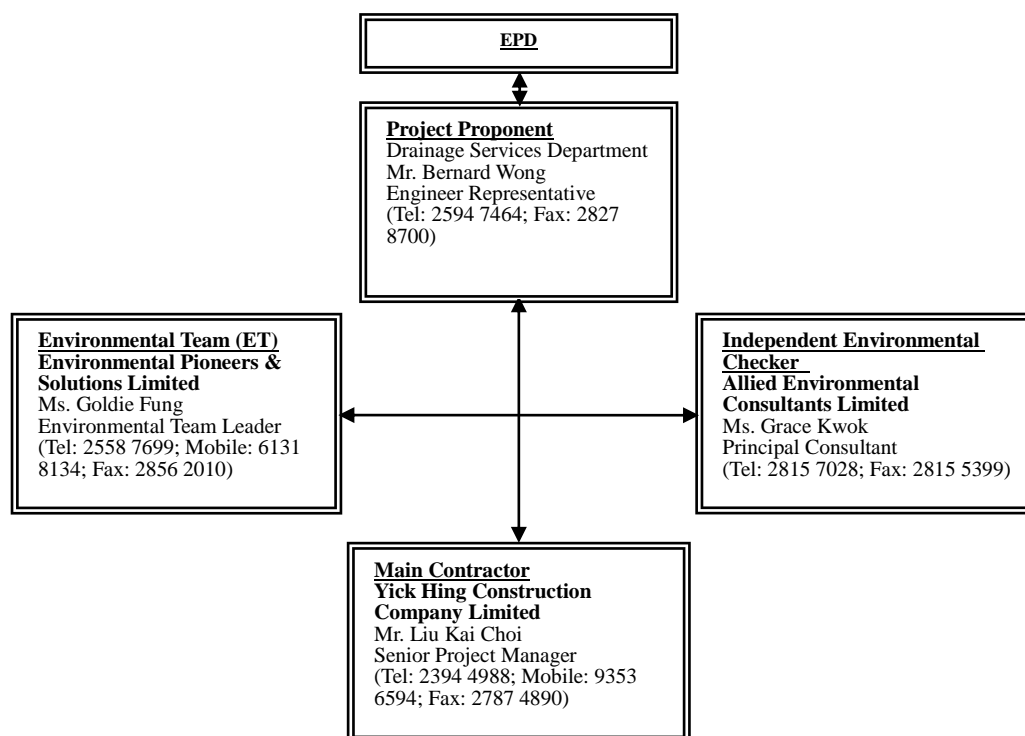 EPD
Project Proponent
Drainage Services Department
Mr. Bernard Wong
Engineer Representative
(Tel: 2594 7464; Fax: 2827
8700)
Environmental Team (ET)
Environmental Pioneers &
Solutions Limited
Ms. Goldie Fung
Environmental Team Leader
(Tel: 2558 7699; Mobile: 6131
8134; Fax: 2856 2010)
Independent Environmental
Checker
Allied Environmental
Consultants Limited
Ms. Grace Kwok
Principal Consultant
(Tel: 2815 7028; Fax: 2815 5399)
Main Contractor
Yick Hing Construction
Company Limited
Mr. Liu Kai Choi
Senior Project Manager
(Tel: 2394 4988; Mobile: 9353
6594; Fax: 2787 4890)